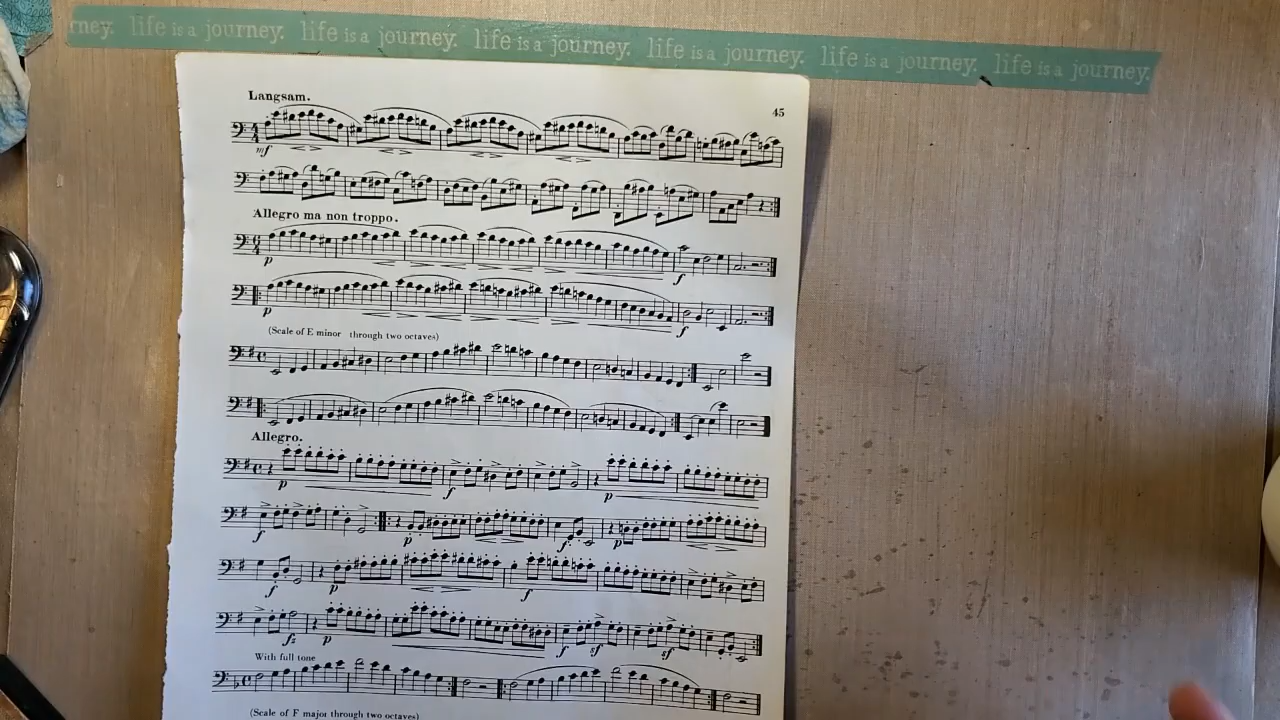 rney. life is a journey. life is a journey. life is a journey. life is a journey. life is a journey. life is a journey.
Langsam.
45
mf
Allegro ma non troppo.
p
f
p
f
(Scale of E minor through two octaves)
Allegro.
p
f
p
f
p
f
p
f
p
f
fz
p
f
sf
sf
With full tone
(Scale of F major through two octaves)